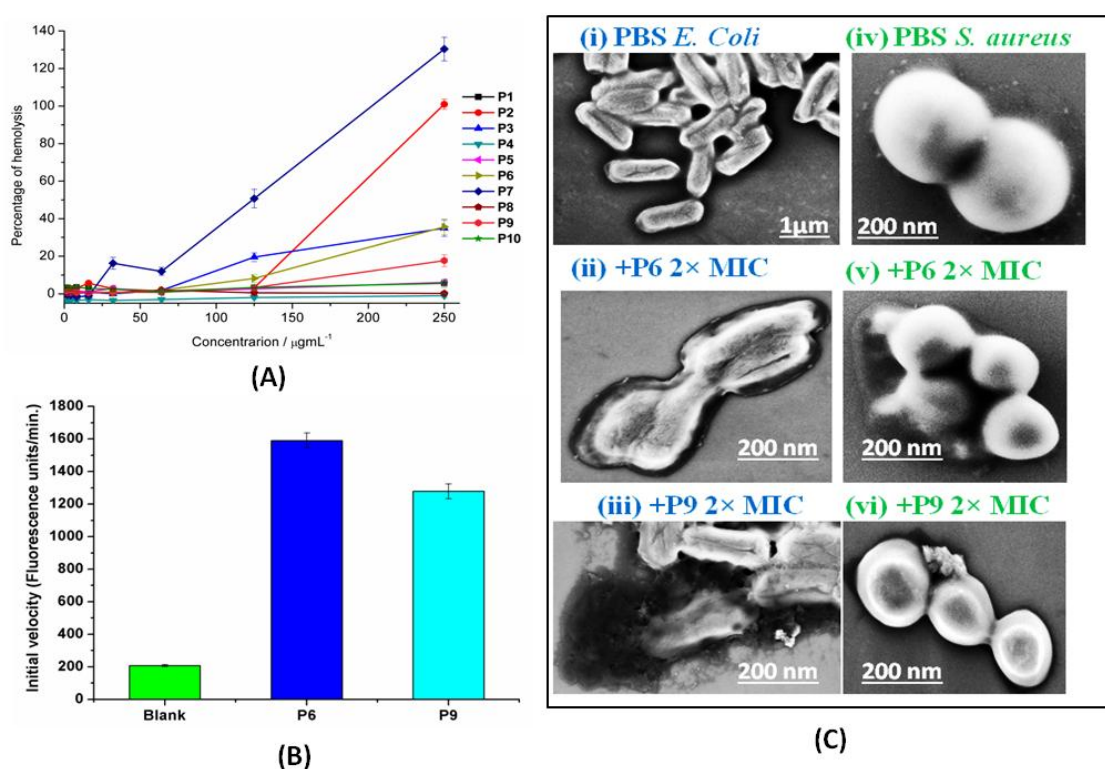 140
120
100
80
60
40
20
0
Percentage of hemolysis
P1
P2
P3
P4
P5
P6
P7
P8
P9
P10
0 50 100 150 200 250
Concentrarion / µgmL⁻¹
(A)
1800
1600
1400
1200
1000
800
600
400
200
0
Initial velocity (Fluorescence units/min.)
Blank P6 P9
(B)
(i) PBS E. Coli
1µm
(iv) PBS S. aureus
200 nm
(ii) +P6 2× MIC
200 nm
(v) +P6 2× MIC
200 nm
(iii) +P9 2× MIC
200 nm
(vi) +P9 2× MIC
200 nm
(C)